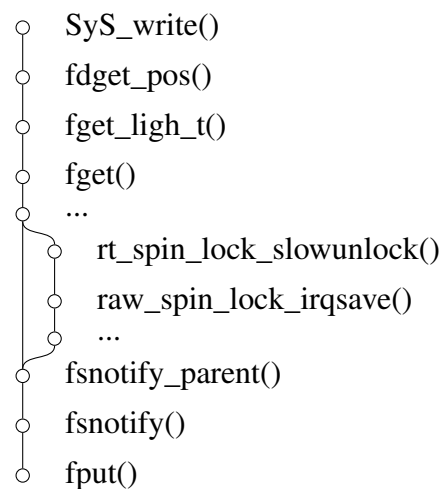 SyS_write()
fdget_pos()
fget_ligh_t()
fget()
...
rt_spin_lock_slowunlock()
raw_spin_lock_irqsave()
...
fsnotify_parent()
fsnotify()
fput()